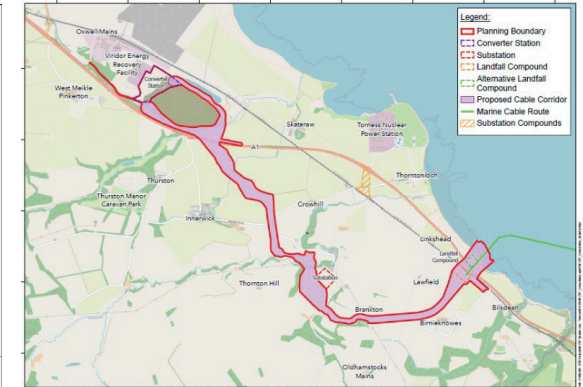 Legend:
Planning Boundary
Converter Station
Substation
Landfall Compound
Alternative Landfall
Compound
Proposed Cable Corridor
Marine Cable Route
Substation Compounds
Oxwell Mains
Viridor Energy
Recovery
Facility
Converter
Station
West Meikle
Pinkerton
Skateraw
Torness Nuclear
Power Station
A1
Thurston
Thorntonloch
Thurston Manor
Caravan Park
Crowhill
Innerwick
Linkshead
Landfall
Compound
Substation
Thornton Hill
Lawfield
Bilsdean
Branxton
Birnieknowes
Oldhamstocks
Mains